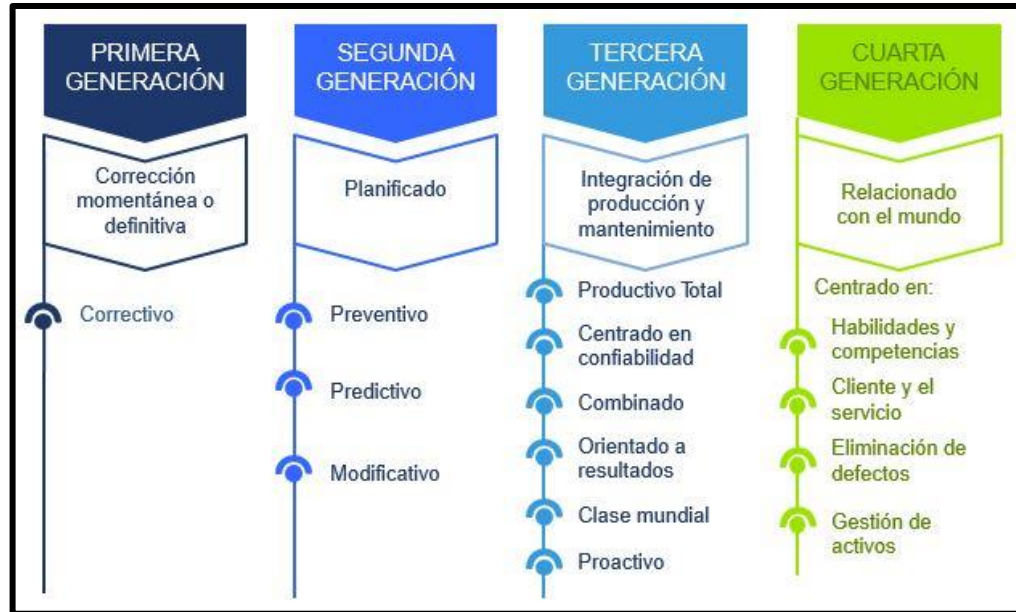 PRIMERA
GENERACIÓN
Corrección
momentánea o
definitiva
Correctivo
SEGUNDA
GENERACIÓN
Planificado
Preventivo
Predictivo
Modificativo
TERCERA
GENERACIÓN
Integración de
producción y
mantenimiento
Productivo Total
Centrado en
confiabilidad
Combinado
Orientado a
resultados
Clase mundial
Proactivo
CUARTA
GENERACIÓN
Relacionado
con el mundo
Centrado en:
Habilidades y
competencias
Cliente y el
servicio
Eliminación de
defectos
Gestión de
activos